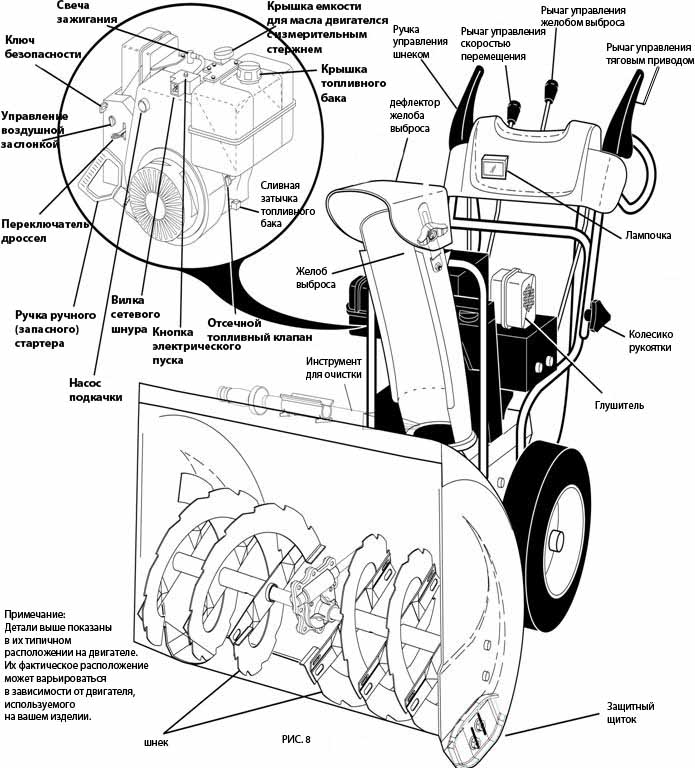 Свеча
зажигания
Крышка емкости
для масла двигателся
с измерительным
стержнем
Ключ
безопасности
Крышка
топливного
бака
Управление
воздушной
заслонкой
Переключатель
дроссел
Сливная
затычка
топливного
бака
Ручка ручного
(запасного)
стартера
Вилка
сетевого
шнура
Кнопка
электрического
пуска
Отсечной
топливный клапан
Насос
подкачки
Ручка
управления
шнеком
Рычаг управления
скоростью
перемещения
Рычаг управления
желобом выброса
Рычаг управления
тяговым приводом
дефлектор
желоба
выброса
Лампочка
Желоб
выброса
Колесико
рукоятки
Инструмент
для очистки
Глушитель
Примечание:
Детали выше показаны
в их типичном
расположении на двигателе.
Их фактическое расположение
может варьироваться
в зависимости от двигателя,
используемого
на вашем изделии.
шнек
РИС. 8
Защитный
щиток